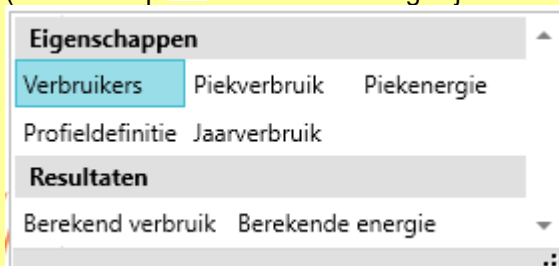 Eigenschappen
Verbruikers Piekverbruik Piekenergie
Profieldefinitie Jaarverbruik
Resultaten
Berekend verbruik Berekende energie